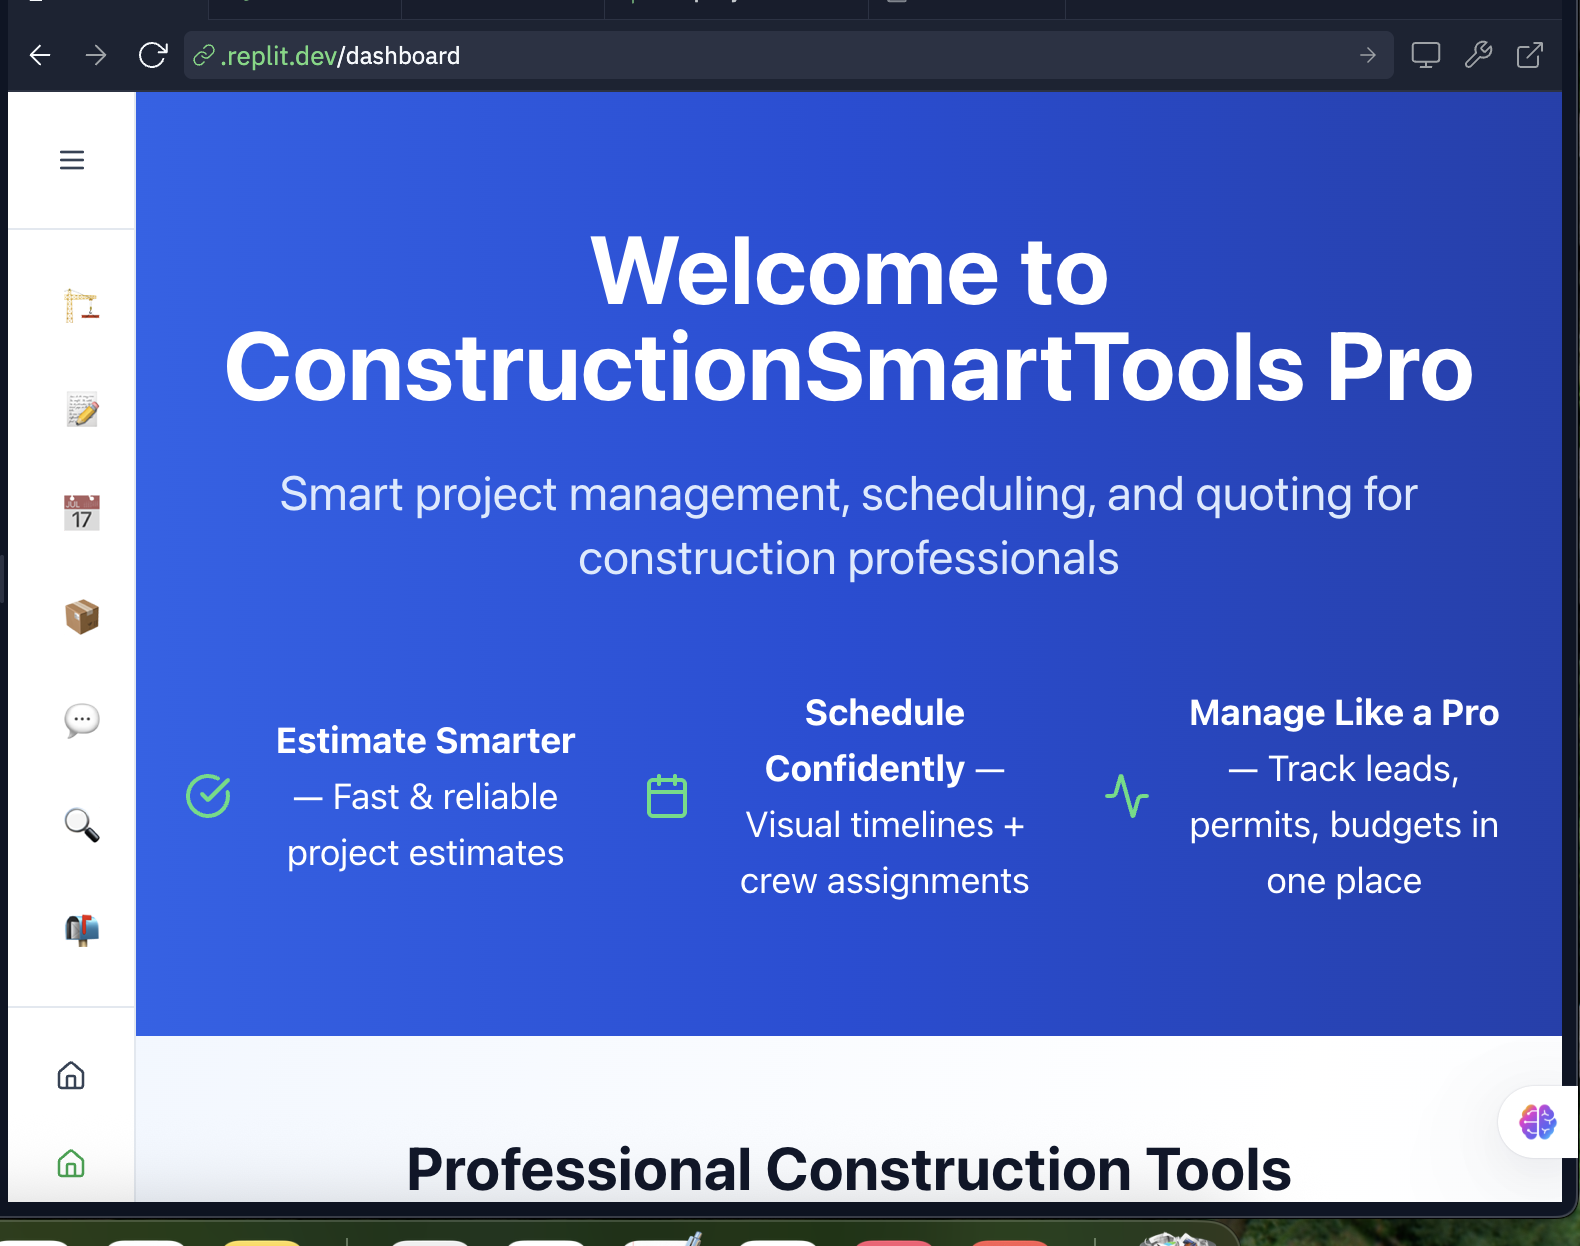 .replit.dev/dashboard
Welcome to
ConstructionSmartTools Pro
Smart project management, scheduling, and quoting for
construction professionals
Estimate Smarter
— Fast & reliable
project estimates
Schedule
Confidently —
Visual timelines +
crew assignments
Manage Like a Pro
— Track leads,
permits, budgets in
one place
JUL
17
Professional Construction Tools